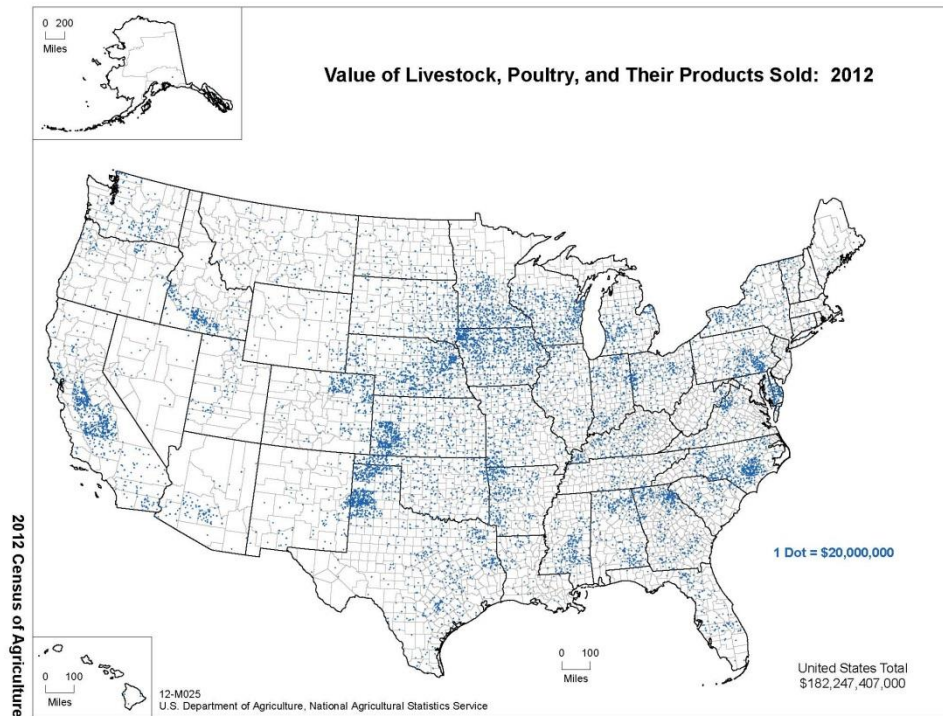 0 200
Miles
Value of Livestock, Poultry, and Their Products Sold: 2012
2012 Census of Agriculture
1 Dot = $20,000,000
0 100
Miles
0 100
Miles
12-M025
U.S. Department of Agriculture, National Agricultural Statistics Service
United States Total
$182,247,407,000